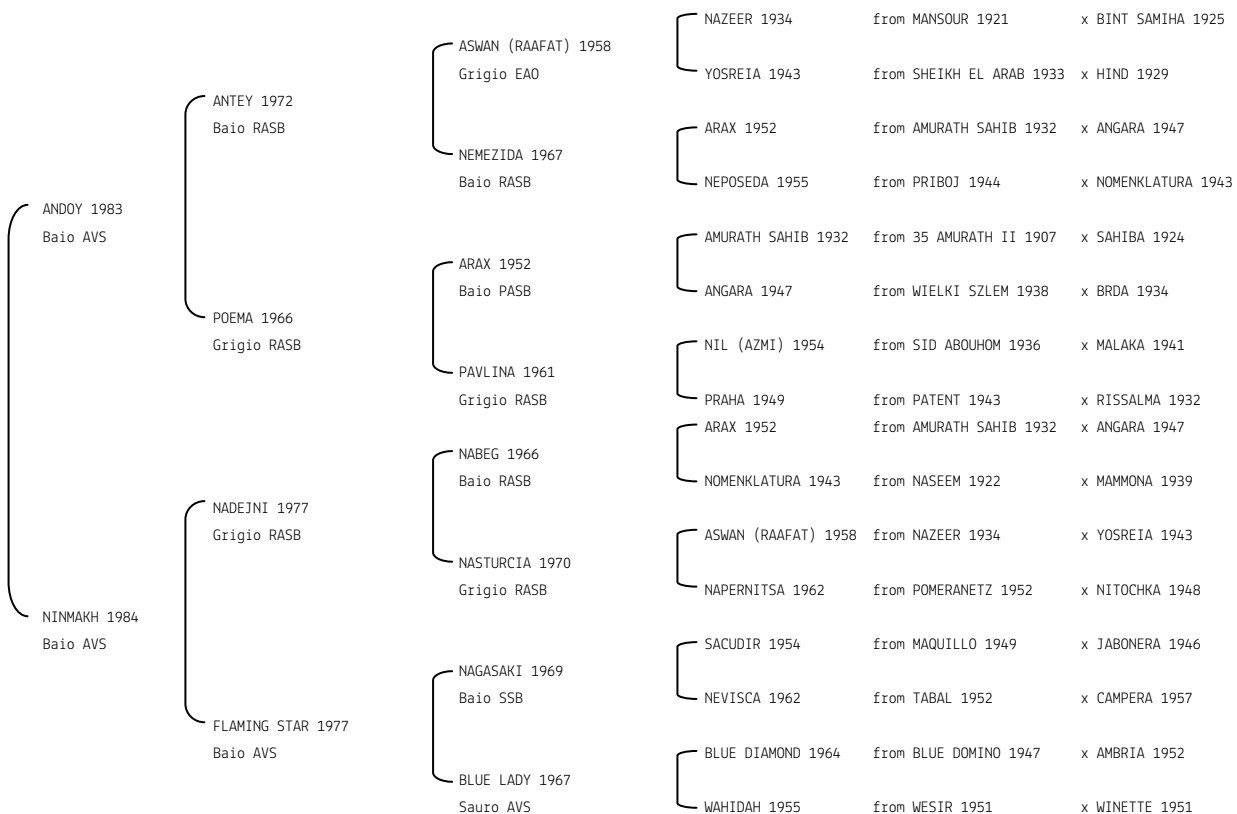 NAZEER 1934 from MANSOUR 1921 x BINT SAMIHA 1925
ASWAN (RAAFAT) 1958
Grigio EAO YOSREIA 1943 from SHEIKH EL ARAB 1933 x HIND 1929
ANTEY 1972
Baio RASB ARAX 1952 from AMURATH SAHIB 1932 x ANGARA 1947
NEMEZIDA 1967
Baio RASB NEPOSEDA 1955 from PRIBOJ 1944 x NOMENKLATURA 1943
ANDOY 1983
Baio AVS AMURATH SAHIB 1932 from 35 AMURATH II 1907 x SAHIBA 1924
ARAX 1952
Baio PASB ANGARA 1947 from WIELKI SZLEM 1938 x BRDA 1934
POEMA 1966
Grigio RASB NIL (AZMI) 1954 from SID ABOUHOM 1936 x MALAKA 1941
PAVLINA 1961
Grigio RASB PRAHA 1949 from PATENT 1943 x RISSALMA 1932
ARAX 1952 from AMURATH SAHIB 1932 x ANGARA 1947
NABEG 1966
Baio RASB NOMENKLATURA 1943 from NASEEM 1922 x MAMMONA 1939
NADEJNI 1977
Grigio RASB ASWAN (RAAFAT) 1958 from NAZEER 1934 x YOSREIA 1943
NASTURCIA 1970
Grigio RASB NAPERNITSA 1962 from POMERANETZ 1952 x NITOCHKA 1948
NINMAKH 1984
Baio AVS SACUDIR 1954 from MAQUILLO 1949 x JABONERA 1946
NAGASAKI 1969
Baio SSB NEVISCA 1962 from TABAL 1952 x CAMPERA 1957
FLAMING STAR 1977
Baio AVS BLUE DIAMOND 1964 from BLUE DOMINO 1947 x AMBRIA 1952
BLUE LADY 1967
Sauro AVS WAHIDAH 1955 from WESIR 1951 x WINETTE 1951